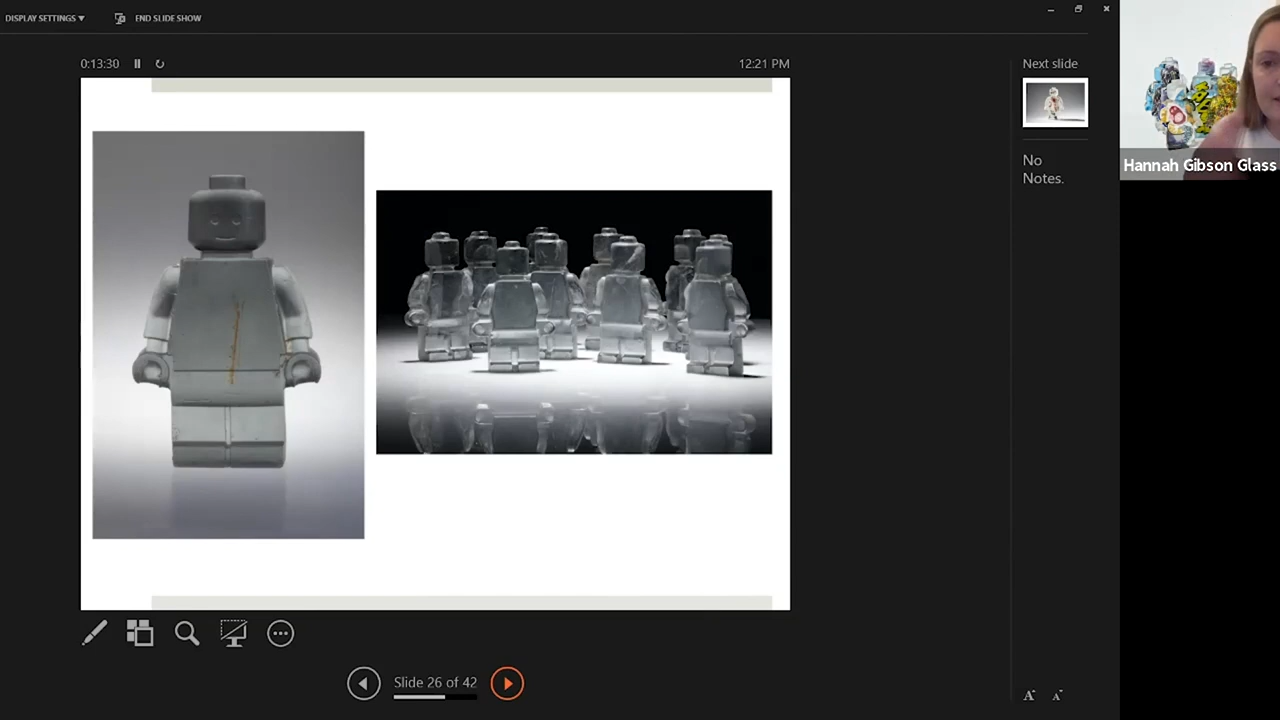 DISPLAY SETTINGS ▼
END SLIDE SHOW
0:13:30
12:21 PM
Next slide
No
Notes.
Hannah Gibson Glass
Slide 26 of 42
A
A